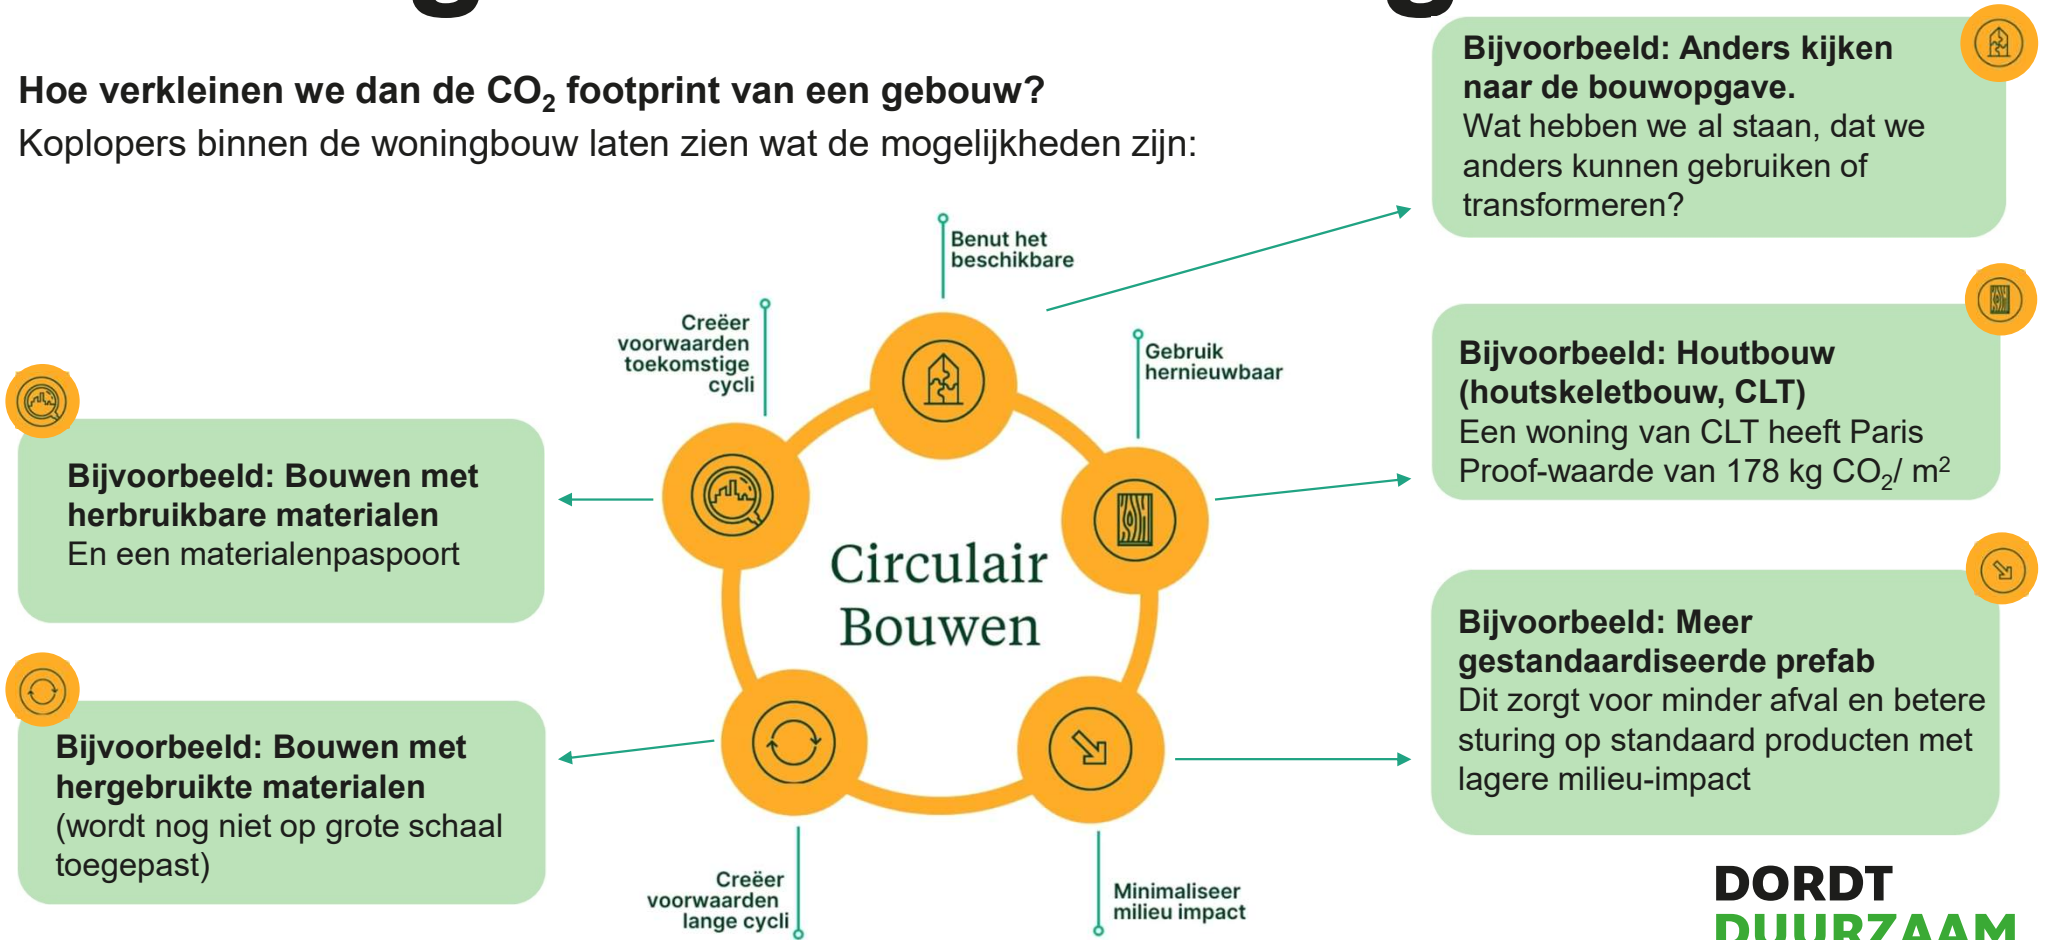 Hoe verkleinen we dan de CO₂ footprint van een gebouw?
Koplopers binnen de woningbouw laten zien wat de mogelijkheden zijn:
Bijvoorbeeld: Anders kijken
naar de bouwopgave.
Wat hebben we al staan, dat we
anders kunnen gebruiken of
transformeren?
Benut het
beschikbare
Creëer
voorwaarden
toekomstige
cycli
Gebruik
hernieuwbaar
Bijvoorbeeld: Houtbouw
(houtskeletbouw, CLT)
Een woning van CLT heeft Paris
Proof-waarde van 178 kg CO₂/ m²
Bijvoorbeeld: Bouwen met
herbruikbare materialen
En een materialenpaspoort
Circulair
Bouwen
Bijvoorbeeld: Meer
gestandaardiseerde prefab
Dit zorgt voor minder afval en betere
sturing op standaard producten met
lagere milieu-impact
Bijvoorbeeld: Bouwen met
hergebruikte materialen
(wordt nog niet op grote schaal
toegepast)
Creëer
voorwaarden
lange cycli
Minimaliseer
milieu impact
DORDT
DUURZAAM